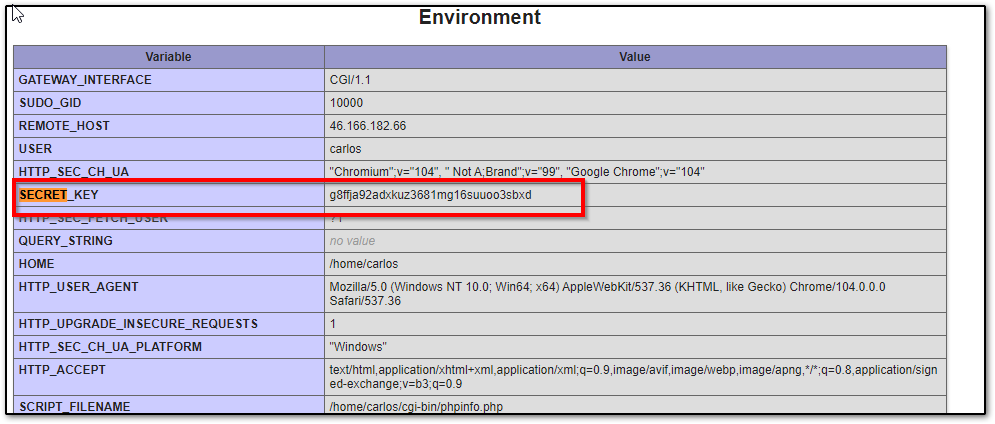 Environment
Variable Value
GATEWAY_INTERFACE CGI/1.1
SUDO_GID 10000
REMOTE_HOST 46.166.182.66
USER carlos
HTTP_SEC_CH_UA "Chromium";v="104", " Not A;Brand";v="99", "Google Chrome";v="104"
SECRET_KEY g8ffja92adxkuz3681mg16suuoo3sbxd
HTTP_SEC_FETCH_USER ?1
QUERY_STRING no value
HOME /home/carlos
HTTP_USER_AGENT Mozilla/5.0 (Windows NT 10.0; Win64; x64) AppleWebKit/537.36 (KHTML, like Gecko) Chrome/104.0.0.0
Safari/537.36
HTTP_UPGRADE_INSECURE_REQUESTS 1
HTTP_SEC_CH_UA_PLATFORM "Windows"
HTTP_ACCEPT text/html,application/xhtml+xml,application/xml;q=0.9,image/avif,image/webp,image/apng,*/*;q=0.8,application/sign
ed-exchange;v=b3;q=0.9
SCRIPT_FILENAME /home/carlos/cgi-bin/phpinfo.php